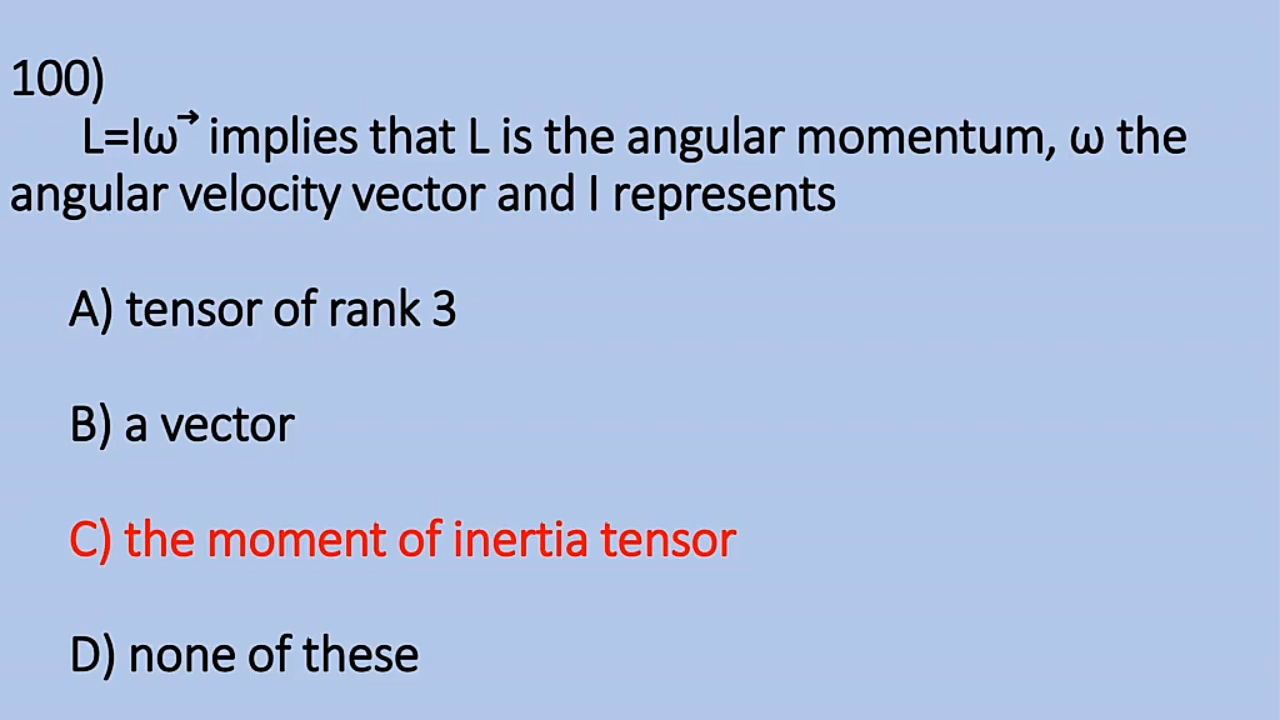 100)
L=Iω⃗ implies that L is the angular momentum, ω the
angular velocity vector and I represents
A) tensor of rank 3
B) a vector
C) the moment of inertia tensor
D) none of these